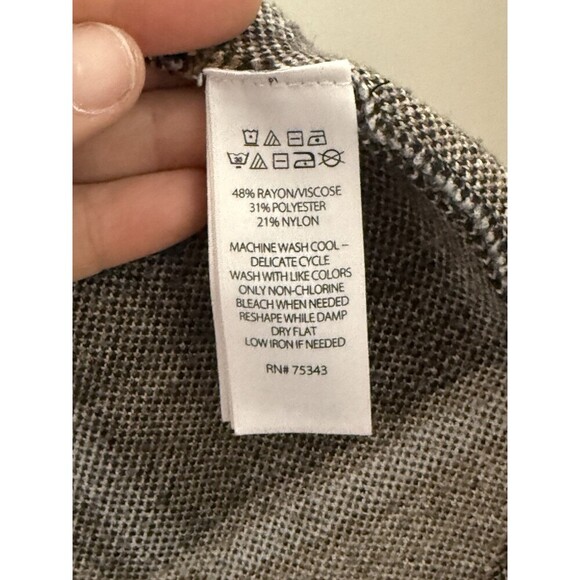 48% RAYON/VISCOSE
31% POLYESTER
21% NYLON
MACHINE WASH COOL –
DELICATE CYCLE
WASH WITH LIKE COLORS
ONLY NON-CHLORINE
BLEACH WHEN NEEDED
RESHAPE WHILE DAMP
DRY FLAT
LOW IRON IF NEEDED
RN# 75343